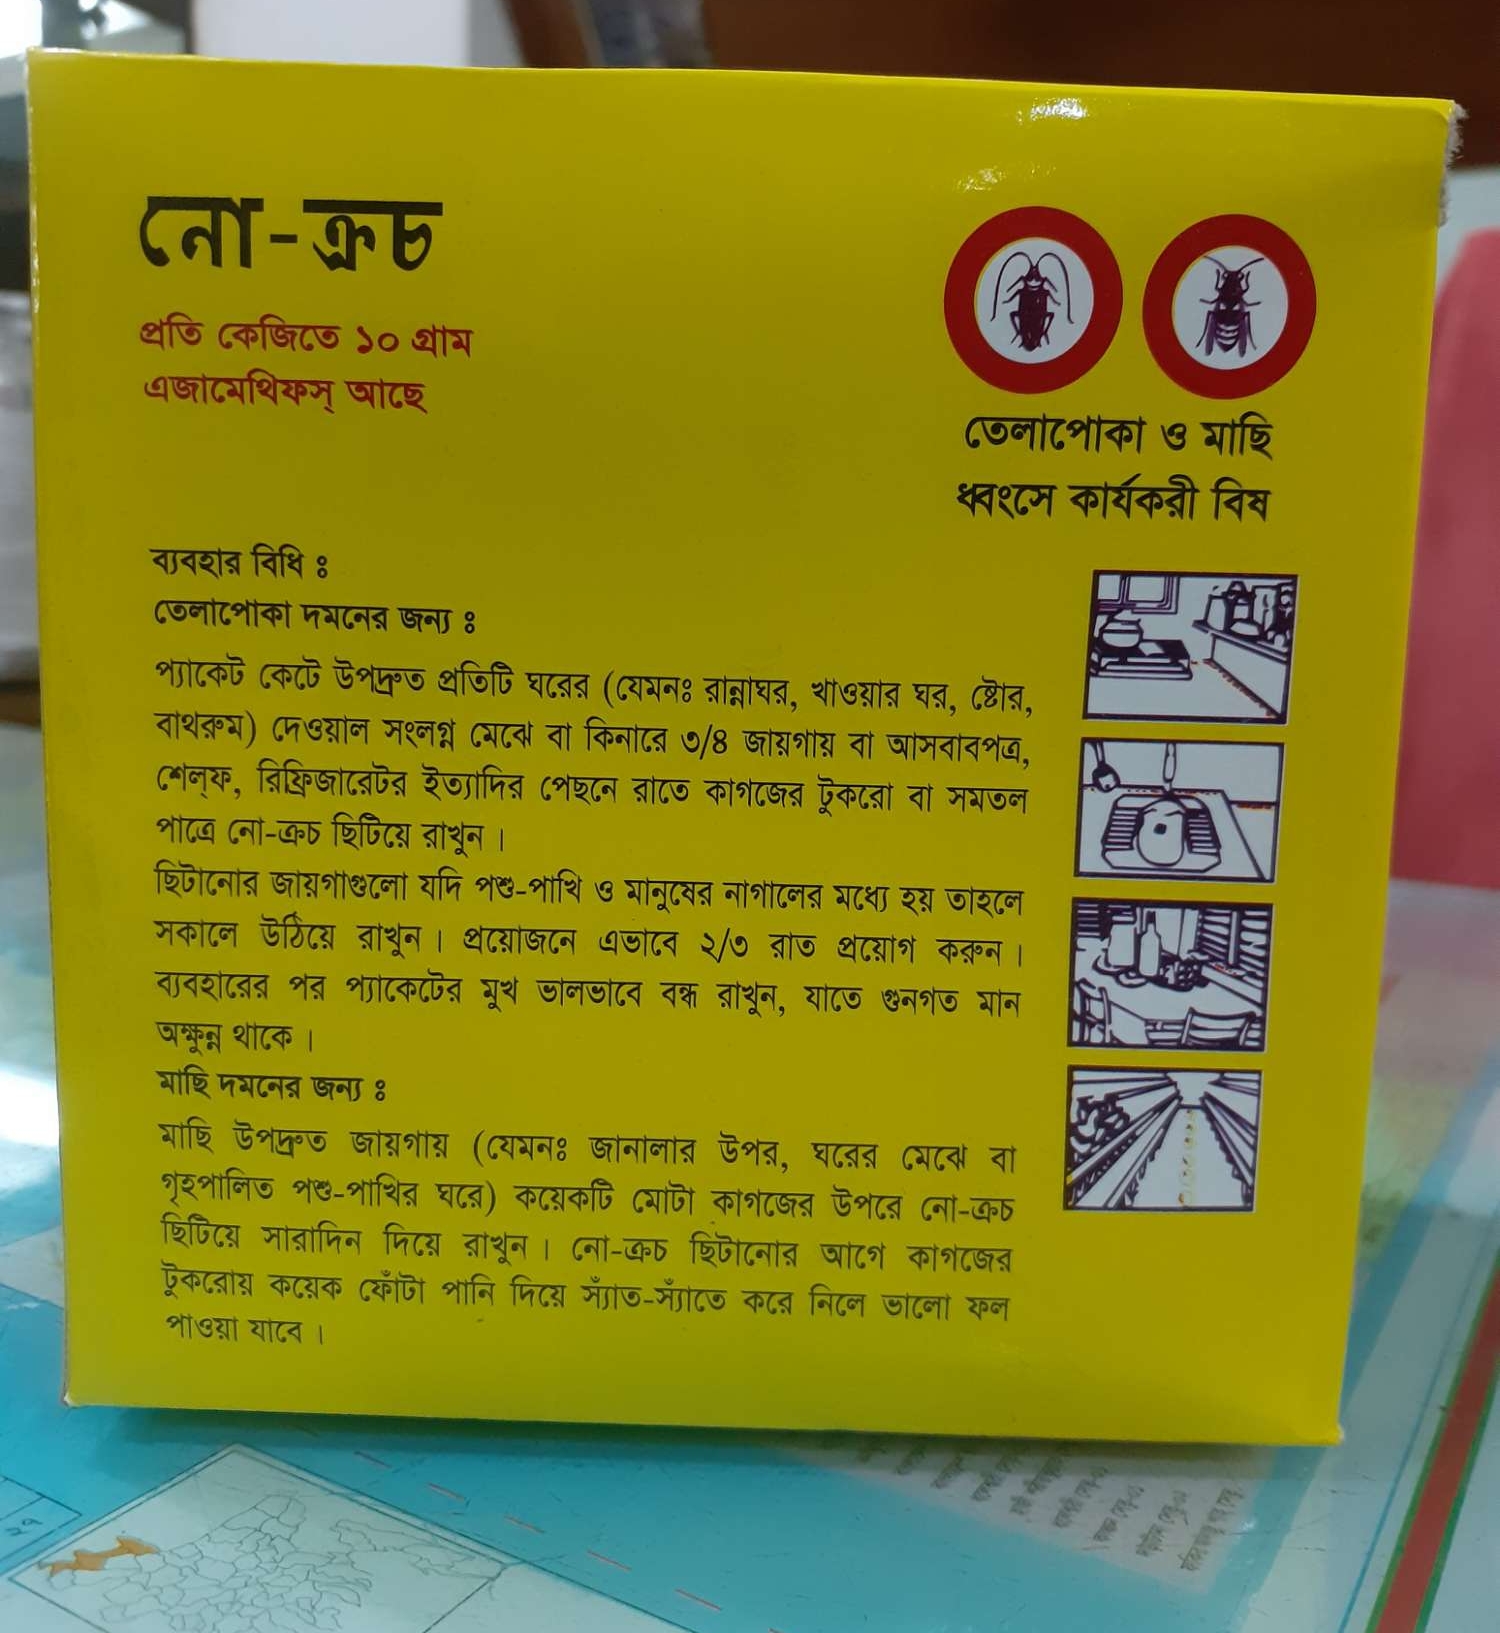 নো-ক্রচ
প্রতি কেজিতে ১০ গ্রাম
এজামেথিফস্ আছে
তেলাপোকা ও মাছি
ধ্বংসে কার্যকরী বিষ
ব্যবহার বিধি ঃ
তেলাপোকা দমনের জন্য ঃ
প্যাকেট কেটে উপদ্রুত প্রতিটি ঘরের (যেমনঃ রান্নাঘর, খাওয়ার ঘর, ষ্টোর,
বাথরুম) দেওয়াল সংলগ্ন মেঝে বা কিনারে ৩/৪ জায়গায় বা আসবাবপত্র,
শেল্‌ফ, রিফ্রিজারেটর ইত্যাদির পেছনে রাতে কাগজের টুকরো বা সমতল
পাত্রে নো-ক্রচ ছিটিয়ে রাখুন।
ছিটানোর জায়গাগুলো যদি পশু-পাখি ও মানুষের নাগালের মধ্যে হয় তাহলে
সকালে উঠিয়ে রাখুন। প্রয়োজনে এভাবে ২/৩ রাত প্রয়োগ করুন।
ব্যবহারের পর প্যাকেটের মুখ ভালভাবে বন্ধ রাখুন, যাতে গুনগত মান
অক্ষুন্ন থাকে।
মাছি দমনের জন্য ঃ
মাছি উপদ্রুত জায়গায় (যেমনঃ জানালার উপর, ঘরের মেঝে বা
গৃহপালিত পশু-পাখির ঘরে) কয়েকটি মোটা কাগজের উপরে নো-ক্রচ
ছিটিয়ে সারাদিন দিয়ে রাখুন। নো-ক্রচ ছিটানোর আগে কাগজের
টুকরোয় কয়েক ফোঁটা পানি দিয়ে স্যাঁত-স্যাঁতে করে নিলে ভালো ফল
পাওয়া যাবে।
২৭